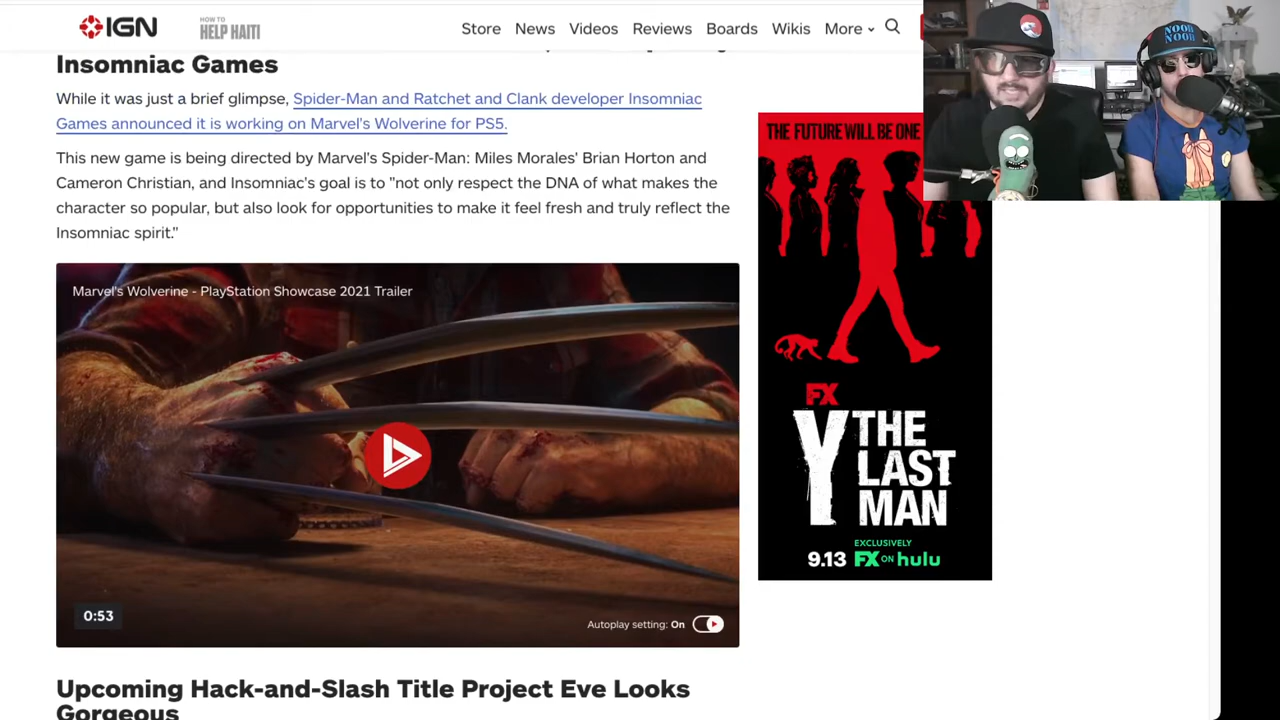 IGN
HOW TO
HELP HAITI
Store News Videos Reviews Boards Wikis More
Insomniac Games
While it was just a brief glimpse, Spider-Man and Ratchet and Clank developer Insomniac
Games announced it is working on Marvel's Wolverine for PS5.
This new game is being directed by Marvel's Spider-Man: Miles Morales' Brian Horton and
Cameron Christian, and Insomniac's goal is to "not only respect the DNA of what makes the
character so popular, but also look for opportunities to make it feel fresh and truly reflect the
Insomniac spirit."
Marvel's Wolverine - PlayStation Showcase 2021 Trailer
0:53
Autoplay setting: On
Upcoming Hack-and-Slash Title Project Eve Looks
Gorgeous
THE FUTURE WILL BE ONE
FX
Y THE
LAST
MAN
EXCLUSIVELY
9.13 FX ON hulu
NOOB
NOOB